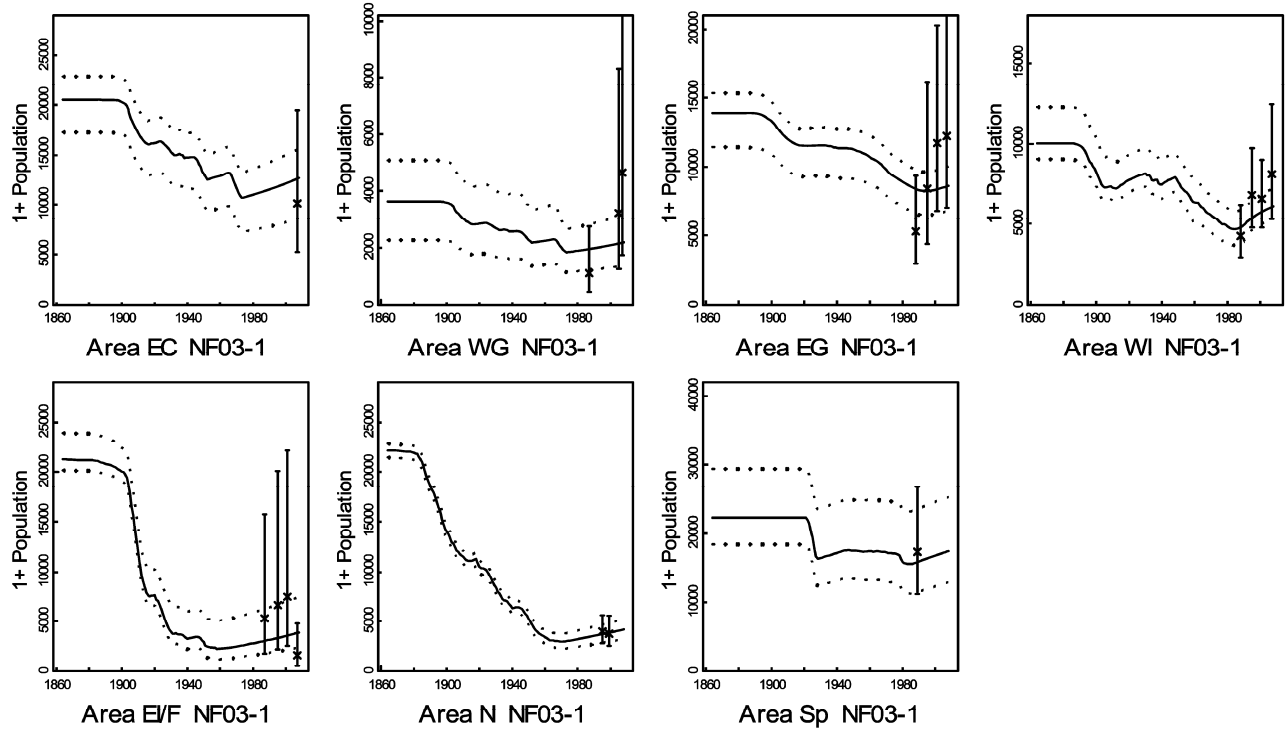 1+ Population
0 5000 10000 15000 20000 25000
1860 1900 1940 1980
Area EC NF03-1
1+ Population
0 2000 4000 6000 8000 10000
1860 1900 1940 1980
Area WG NF03-1
1+ Population
0 5000 10000 15000 20000
1860 1900 1940 1980
Area EG NF03-1
1+ Population
0 5000 10000 15000
1860 1900 1940 1980
Area WI NF03-1
1+ Population
0 5000 10000 15000 20000 25000
1860 1900 1940 1980
Area EI/F NF03-1
1+ Population
0 5000 10000 15000 20000 25000
1860 1900 1940 1980
Area N NF03-1
1+ Population
0 10000 20000 30000 40000
1860 1900 1940 1980
Area Sp NF03-1